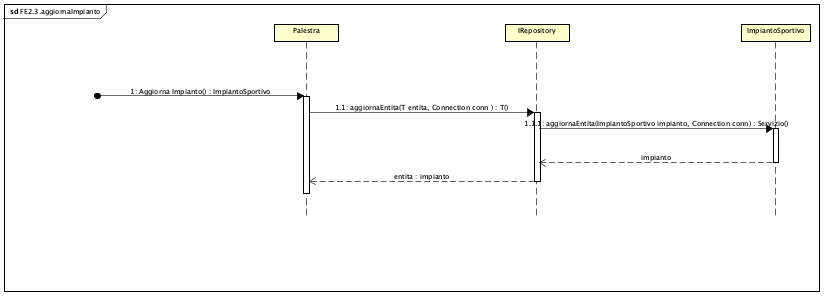 sd FE2.3.aggiornaImpianto
Palestra
IRepository
ImpiantoSportivo
1: Aggiorna Impianto() : ImpiantoSportivo
1.1: aggiornaEntita(T entita, Connection conn ) : T()
1.1.1: aggiornaEntita(ImpiantoSportivo impianto, Connection conn) : Servizio()
impianto
entita : impianto